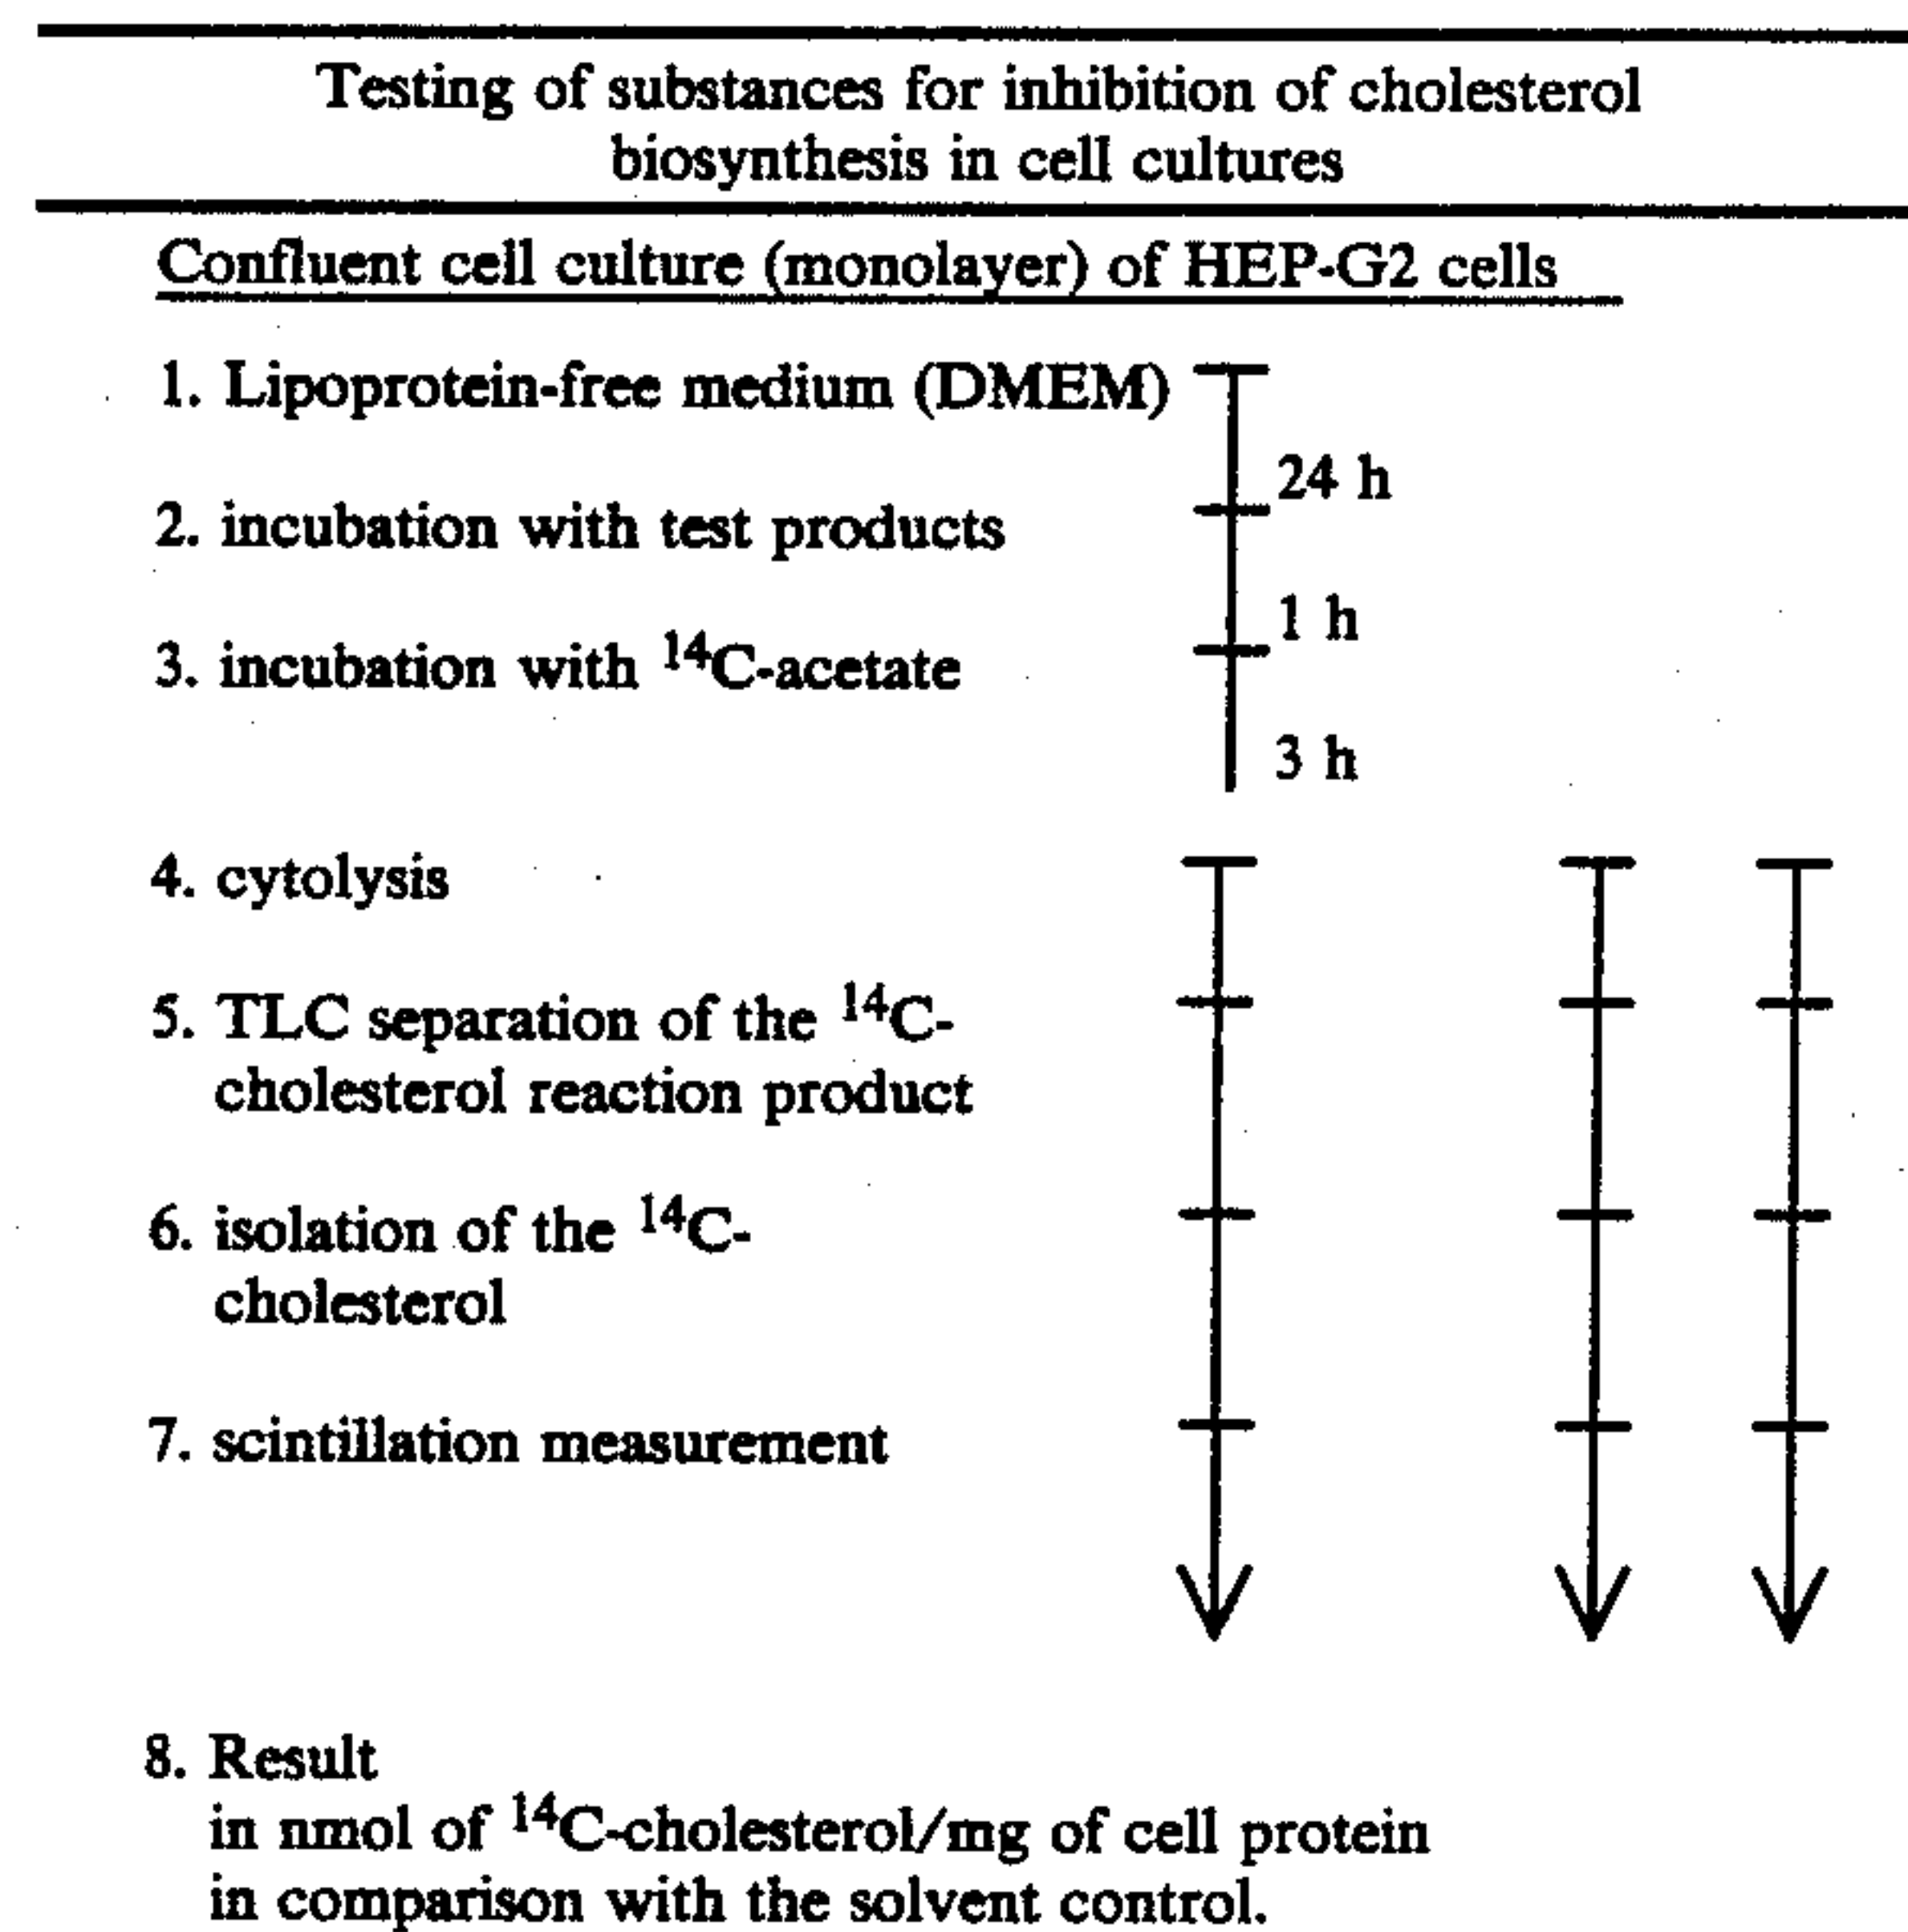 Testing of substances for inhibition of cholesterol
biosynthesis in cell cultures
Confluent cell culture (monolayer) of HEP-G2 cells
1. Lipoprotein-free medium (DMEM)
24 h
2. incubation with test products
1 h
3. incubation with ¹⁴C-acetate
3 h
4. cytolysis
5. TLC separation of the ¹⁴C-
cholesterol reaction product
6. isolation of the ¹⁴C-
cholesterol
7. scintillation measurement
8. Result
in nmol of ¹⁴C-cholesterol/mg of cell protein
in comparison with the solvent control.